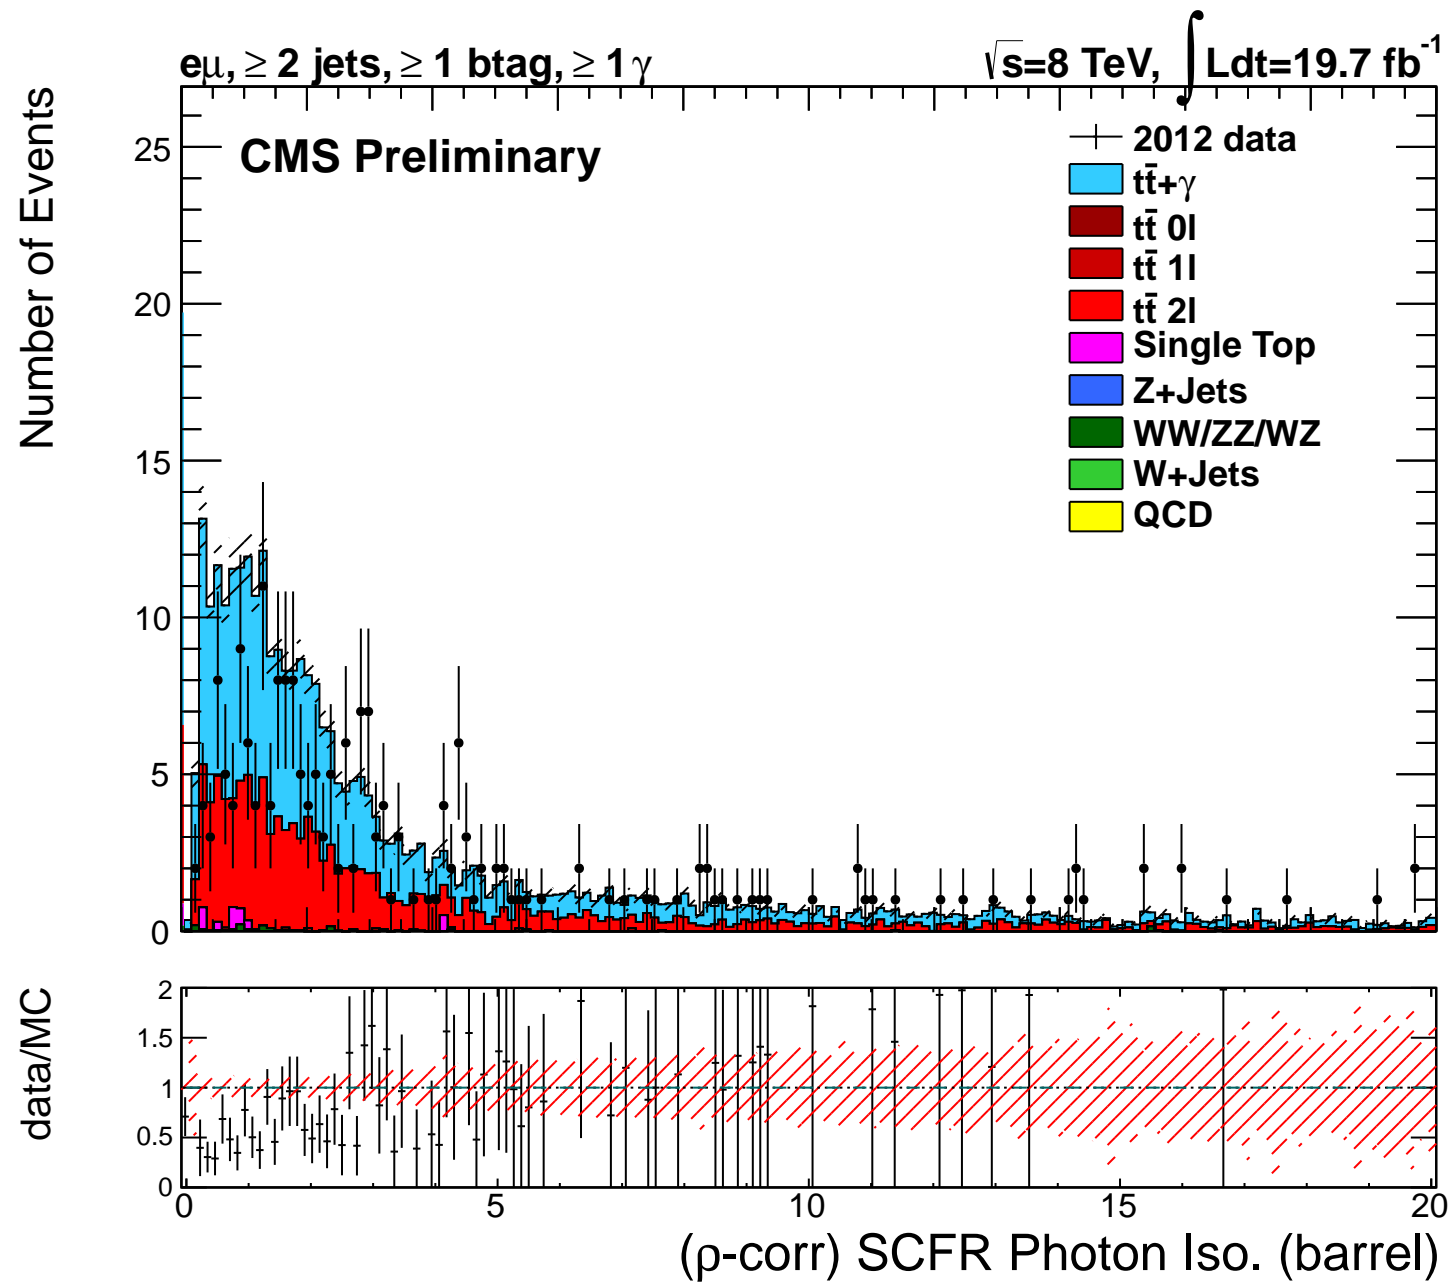 eμ, ≥ 2 jets, ≥ 1 btag, ≥ 1 γ
√s=8 TeV, ∫ Ldt=19.7 fb⁻¹
CMS Preliminary
Number of Events
25
20
15
10
5
0
2012 data
tt̄+γ
tt̄ 0l
tt̄ 1l
tt̄ 2l
Single Top
Z+Jets
WW/ZZ/WZ
W+Jets
QCD
data/MC
2
1.5
1
0.5
0
0 5 10 15 20
(ρ-corr) SCFR Photon Iso. (barrel)